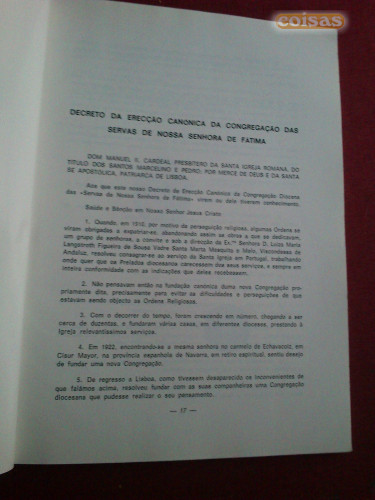 coisas
DECRETO DA ERECÇÃO CANONICA DA CONGREGAÇÃO DAS
SERVAS DE NOSSA SENHORA DE FATIMA
DOM MANUEL II, CARDEAL PRESBITERO DA SANTA IGREJA ROMANA, DO
TITULO DOS SANTOS MARCELINO E PEDRO, POR MERCE DE DEUS E DA SANTA
SE APOSTOLICA, PATRIARCA DE LISBOA.
Aos que este nosso Decreto da Erecção Canonica da Congregação Diocesana
das «Servas de Nossa Senhora de Fátima» virem ou dele tiverem conhecimento.
Saúde e Bênção em Nosso Senhor Jesus Cristo
1. Quando, em 1910, por motivo de perseguição religiosa, algumas Ordens se
viram obrigadas a expatriar-se, abandonando assim as obras a que se dedicavam,
um grupo de senhoras, a convite e sob a direcção da Ex.ma Senhora D. Luiza Maria
Langstroth Figueira de Sousa Vadre Santa Marta Mesquita e Melo, Viscondessa de
Andaluz, resolveu consagrar-se ao serviço da Santa Igreja em Portugal, trabalhando
onde quer que os Prelados diocesanos carecessem dos seus serviços, e sempre em
inteira conformidade com as indicações que deles recebessem.
2. Não pensavam então na fundação canónica duma nova Congregação pro-
priamente dita, precisamente para evitar as dificuldades e perseguições de que
estavam sendo objecto as Ordens Religiosas.
3. Com o decorrer do tempo, foram crescendo em número, chegando a ser
cerca de duzentas, e fundaram várias casas, em diferentes dioceses, prestando à
Igreja relevantíssimos serviços.
4. Em 1922, encontrando-se a mesma senhora no carmelo de Echavacoiz, em
Cizur Mayor, na província espanhola de Navarra, em retiro espiritual, sentiu desejo
de fundar uma nova Congregação.
5. De regresso a Lisboa, como tivessem desaparecido os inconvenientes de
que falámos acima, resolveu fundar com as suas companheiras uma Congregação
diocesana que pudesse realizar o seu pensamento.
— 17 —